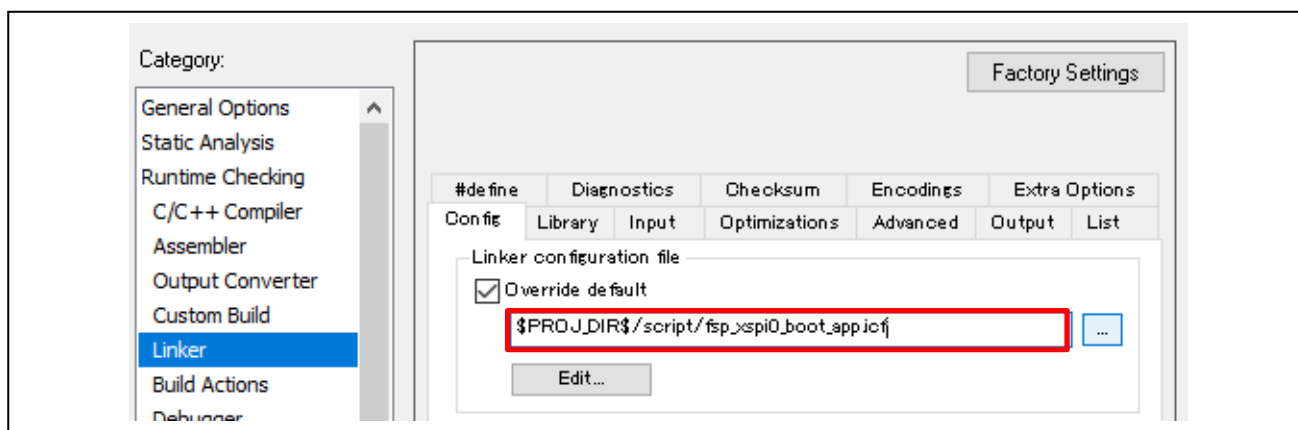 Category:
Factory Settings
General Options
Static Analysis
Runtime Checking
C/C++ Compiler
Assembler
Output Converter
Custom Build
Linker
Build Actions
Debugger
#define Diagnostics Checksum Encodings Extra Options
Config Library Input Optimizations Advanced Output List
Linker configuration file
Override default
$PROJ_DIR$/script/fsp_xspi0_boot_app.icf
...
Edit...